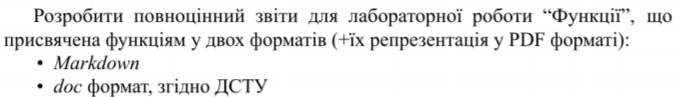 Розробити повноцінний звіти для лабораторної роботи “Функції”, що
присвячена функціям у двох форматів (+їх репрезентація у PDF форматі):
• Markdown
• doc формат, згідно ДСТУ